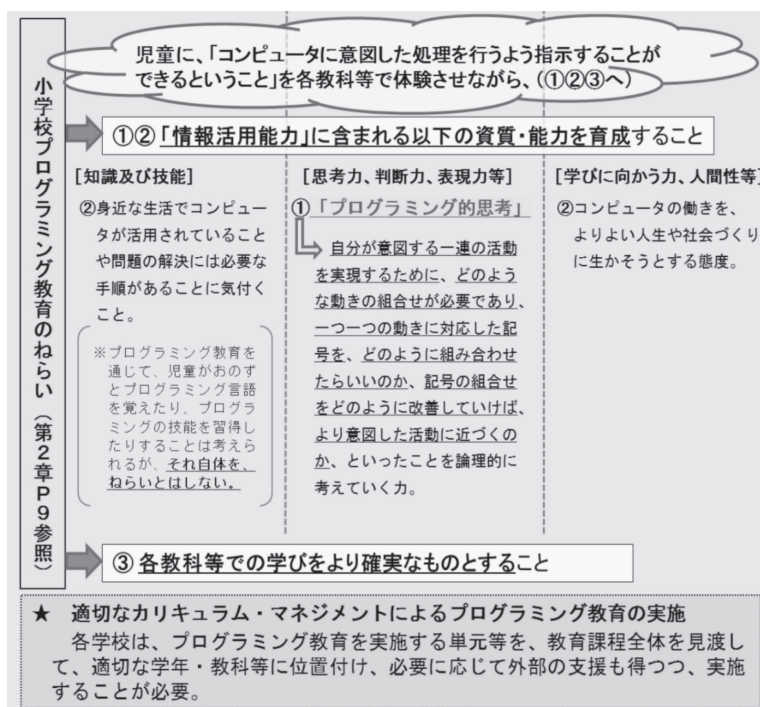 児童に、「コンピュータに意図した処理を行うよう指示することが
できるということ」を各教科等で体験させながら、(①②③へ)
小学校プログラミング教育のねらい（第２章Ｐ９参照）
①②「情報活用能力」に含まれる以下の資質・能力を育成すること
[知識及び技能]
②身近な生活でコンピュー
タが活用されていること
や問題の解決には必要な
手順があることに気付く
こと。
※プログラミング教育を
通じて、児童がおのず
とプログラミング言語
を覚えたり、プログラ
ミングの技能を習得し
たりすることは考えら
れるが、それ自体を、
ねらいとはしない。
[思考力、判断力、表現力等]
①「プログラミング的思考」
自分が意図する一連の活動
を実現するために、どのよう
な動きの組合せが必要であり、
一つ一つの動きに対応した記
号を、どのように組み合わせ
たらいいのか、記号の組合せ
をどのように改善していけば、
より意図した活動に近づくの
か、といったことを論理的に
考えていく力。
[学びに向かう力、人間性等]
②コンピュータの働きを、
よりよい人生や社会づくり
に生かそうとする態度。
③ 各教科等での学びをより確実なものとすること
★ 適切なカリキュラム・マネジメントによるプログラミング教育の実施
各学校は、プログラミング教育を実施する単元等を、教育課程全体を見渡し
て、適切な学年・教科等に位置付け、必要に応じて外部の支援も得つつ、実施
することが必要。